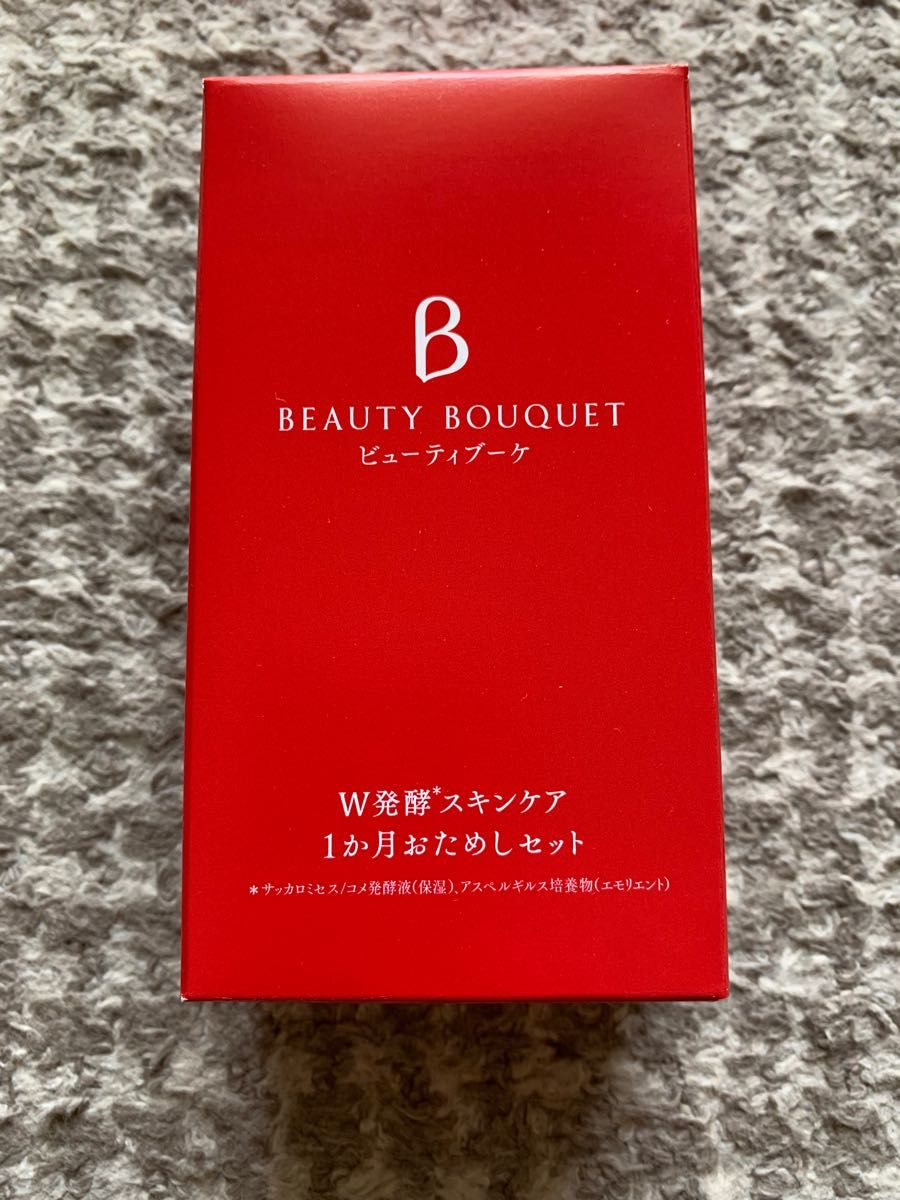 B
BEAUTY BOUQUET
ビューティブーケ
W発酵*スキンケア
1か月おためしセット
*サッカロミセス/コメ発酵液(保湿)、アスペルギルス培養物(エモリエント)